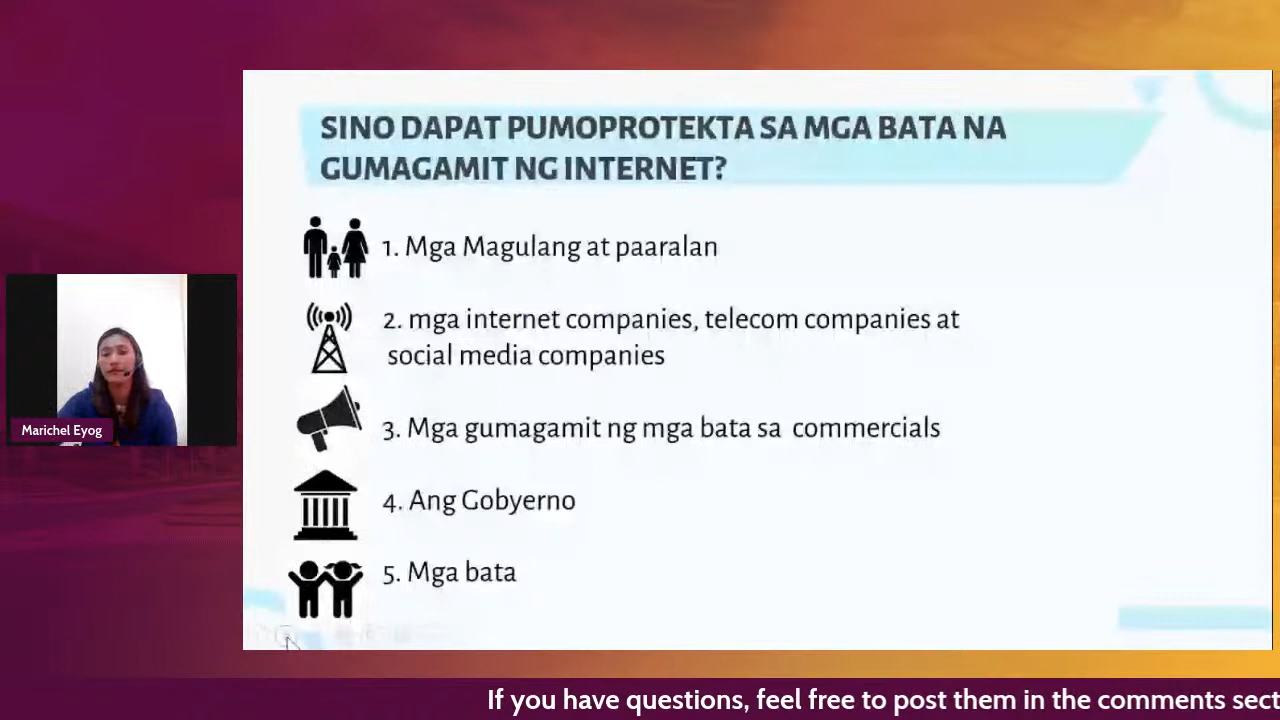 SINO DAPAT PUMOPROTEKTA SA MGA BATA NA
GUMAGAMIT NG INTERNET?
1. Mga Magulang at paaralan
2. mga internet companies, telecom companies at
social media companies
3. Mga gumagamit ng mga bata sa commercials
4. Ang Gobyerno
5. Mga bata
Marichel Eyog
If you have questions, feel free to post them in the comments sect